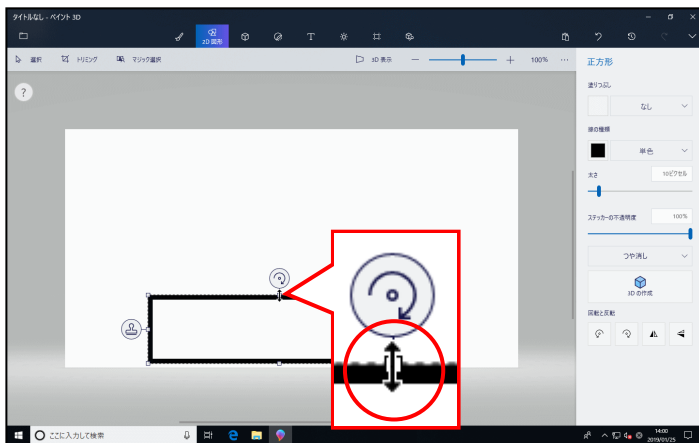 タイトルなし - ペイント 3D
2D 図形
選択
トリミング
マジック選択
3D 表示
100%
正方形
塗りつぶし
なし
線の種類
単色
太さ
10ピクセル
ステッカーの不透明度
100%
つや消し
3D の作成
回転と反転
?
ここに入力して検索
14:00
2019/01/25